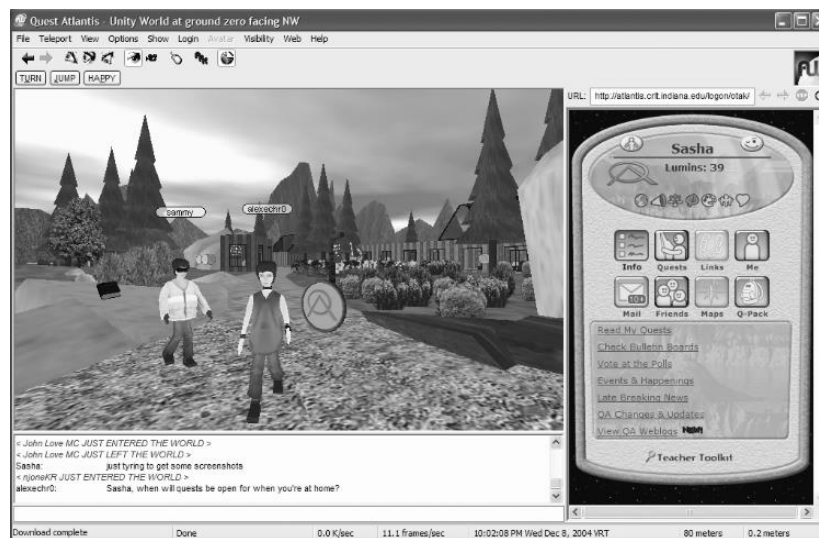 Quest Atlantis - Unity World at ground zero facing NW
File Teleport View Options Show Login Avatar Visibility Web Help
TURN JUMP HAPPY
URL: http://atlantis.crlt.indiana.edu/logon/otak/
Sasha
Lumins: 39
sammy
alexechr0
Info Quests Links Me
10+
Mail Friends Maps Q-Pack
Read My Quests
Check Bulletin Boards
Vote at the Polls
Events & Happenings
Late Breaking News
QA Changes & Updates
View QA Weblogs NEW!
Teacher Toolkit
< John Love MC JUST ENTERED THE WORLD >
< John Love MC JUST LEFT THE WORLD >
Sasha: just tyring to get some screenshots
< njoneKR JUST ENTERED THE WORLD >
alexechr0: Sasha, when will quests be open for when you're at home?
Download complete Done 0.0 K/sec 11.1 frames/sec 10:02:08 PM Wed Dec 8, 2004 VRT 80 meters 0.2 meters